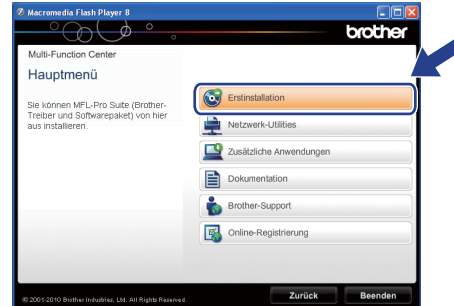 Macromedia Flash Player 8
brother
Multi-Function Center
Hauptmenü
Sie können MFL-Pro Suite (Brother-
Treiber und Softwarepaket) von hier
aus installieren.
Erstinstallation
Netzwerk-Utilities
Zusätzliche Anwendungen
Dokumentation
Brother-Support
Online-Registrierung
© 2001-2010 Brother Industries, Ltd. All Rights Reserved.
Zurück
Beenden